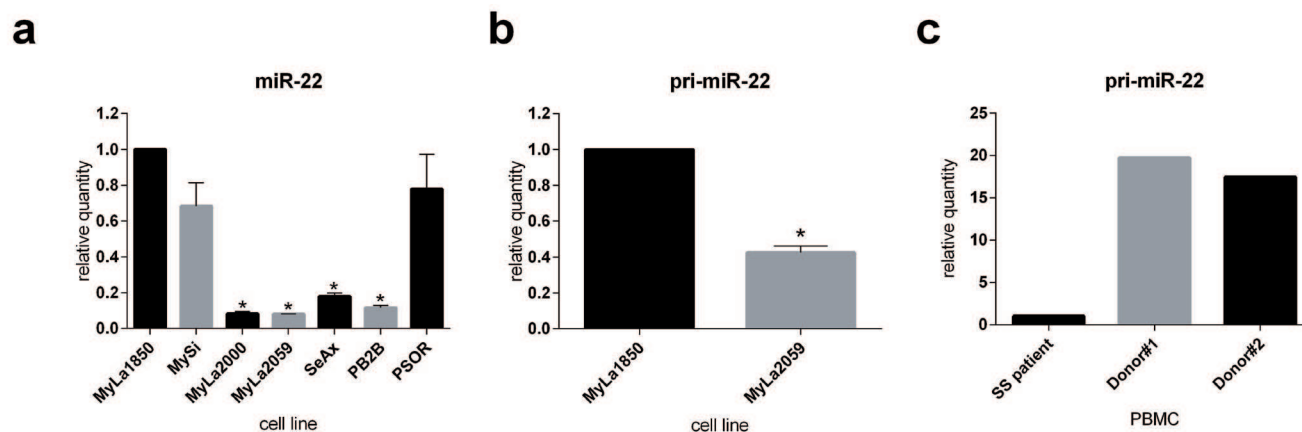 a
miR-22
relative quantity
1.2
1.0
0.8
0.6
0.4
0.2
0.0
*
*
*
*
MyLa1850
MySi
MyLa2000
MyLa2059
SeAx
PB2B
PSOR
cell line
b
pri-miR-22
relative quantity
1.2
1.0
0.8
0.6
0.4
0.2
0.0
*
MyLa1850
MyLa2059
cell line
c
pri-miR-22
relative quantity
25
20
15
10
5
0
SS patient
Donor#1
Donor#2
PBMC